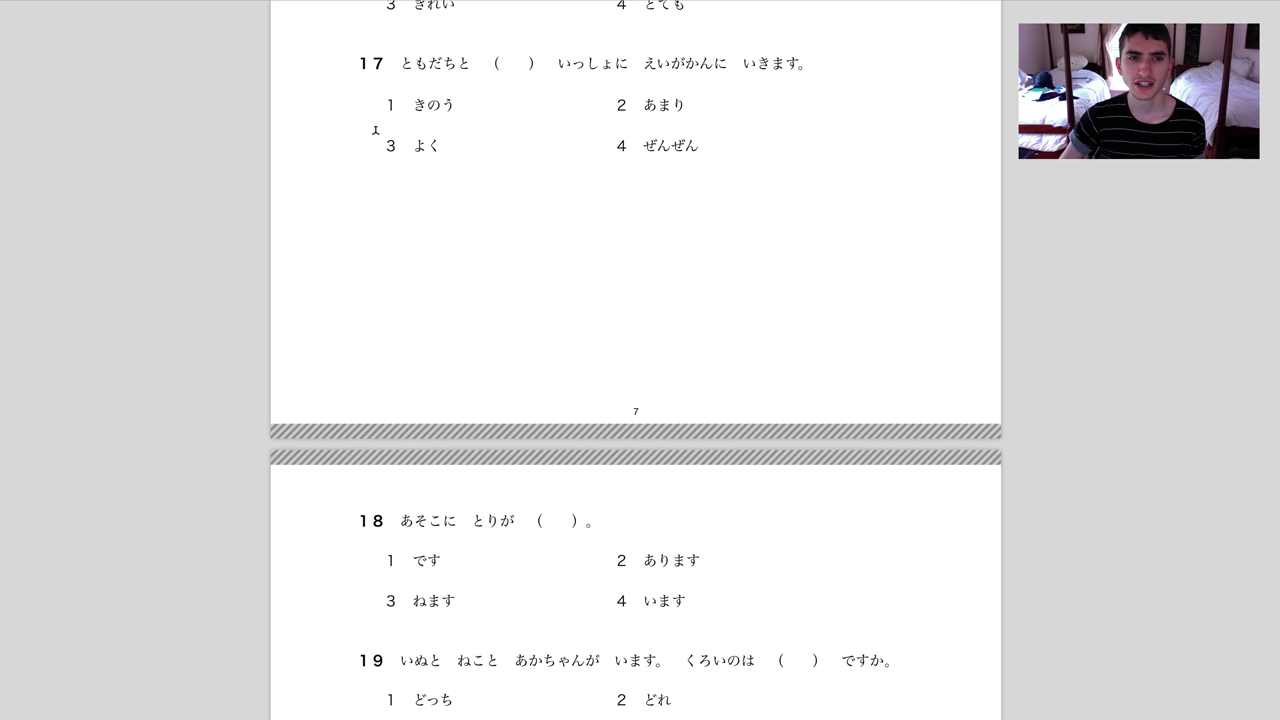 3 きれい 4 とても
17 ともだちと （ ） いっしょに えいがかんに いきます。
1 きのう 2 あまり
3 よく 4 ぜんぜん
7
18 あそこに とりが （ ）。
1 です 2 あります
3 ねます 4 います
19 いぬと ねこと あかちゃんが います。 くろいのは （ ） ですか。
1 どっち 2 どれ